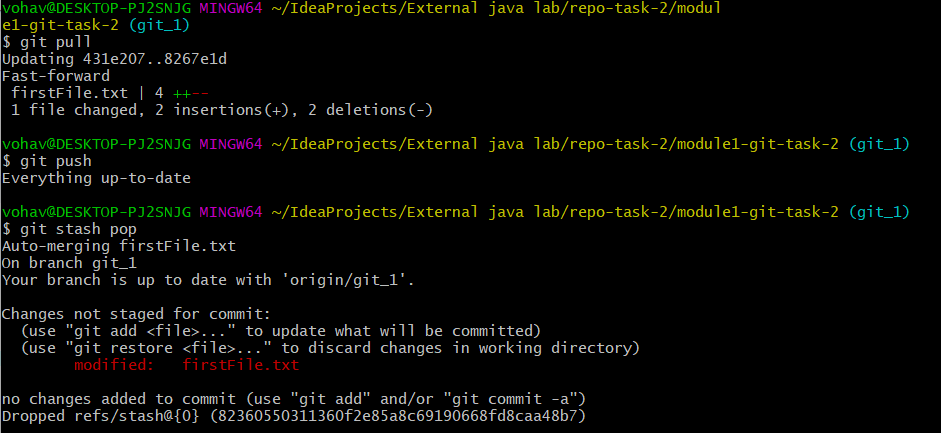 vohav@DESKTOP-PJ2SNJG MINGW64 ~/IdeaProjects/External java lab/repo-task-2/modul
e1-git-task-2 (git_1)
$ git pull
Updating 431e207..8267e1d
Fast-forward
 firstFile.txt | 4 ++--
 1 file changed, 2 insertions(+), 2 deletions(-)

vohav@DESKTOP-PJ2SNJG MINGW64 ~/IdeaProjects/External java lab/repo-task-2/module1-git-task-2 (git_1)
$ git push
Everything up-to-date

vohav@DESKTOP-PJ2SNJG MINGW64 ~/IdeaProjects/External java lab/repo-task-2/module1-git-task-2 (git_1)
$ git stash pop
Auto-merging firstFile.txt
On branch git_1
Your branch is up to date with 'origin/git_1'.

Changes not staged for commit:
  (use "git add <file>..." to update what will be committed)
  (use "git restore <file>..." to discard changes in working directory)
        modified:   firstFile.txt

no changes added to commit (use "git add" and/or "git commit -a")
Dropped refs/stash@{0} (82360550311360f2e85a8c69190668fd8caa48b7)